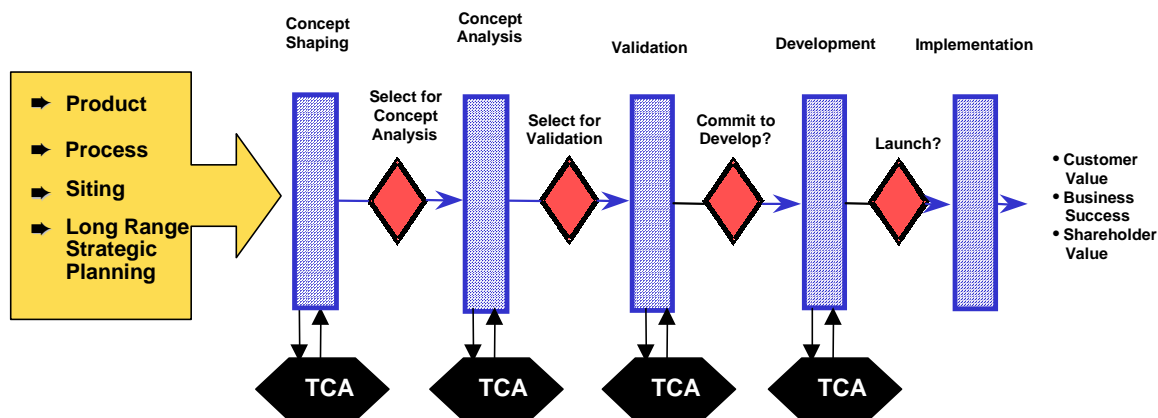 Concept
Shaping
Concept
Analysis
Validation
Development
Implementation
Product
Process
Siting
Long Range
Strategic
Planning
Select for
Concept
Analysis
Select for
Validation
Commit to
Develop?
Launch?
• Customer
Value
• Business
Success
• Shareholder
Value
TCA
TCA
TCA
TCA